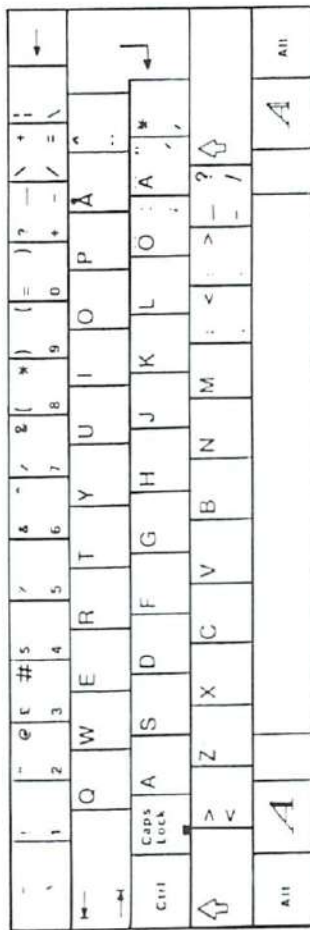 ! @ £ # & / & ( * ) ( = ) ? — \ +
1 2 3 4 5 6 7 8 9 0 + - / = \
Q W E R T Y U I O P Å ^
Ctrl Caps A S D F G H J K L Ö : Ä " *
Lock ; ' '
> Z X C V B N M : < : > — ?
< - /
Alt A A Alt